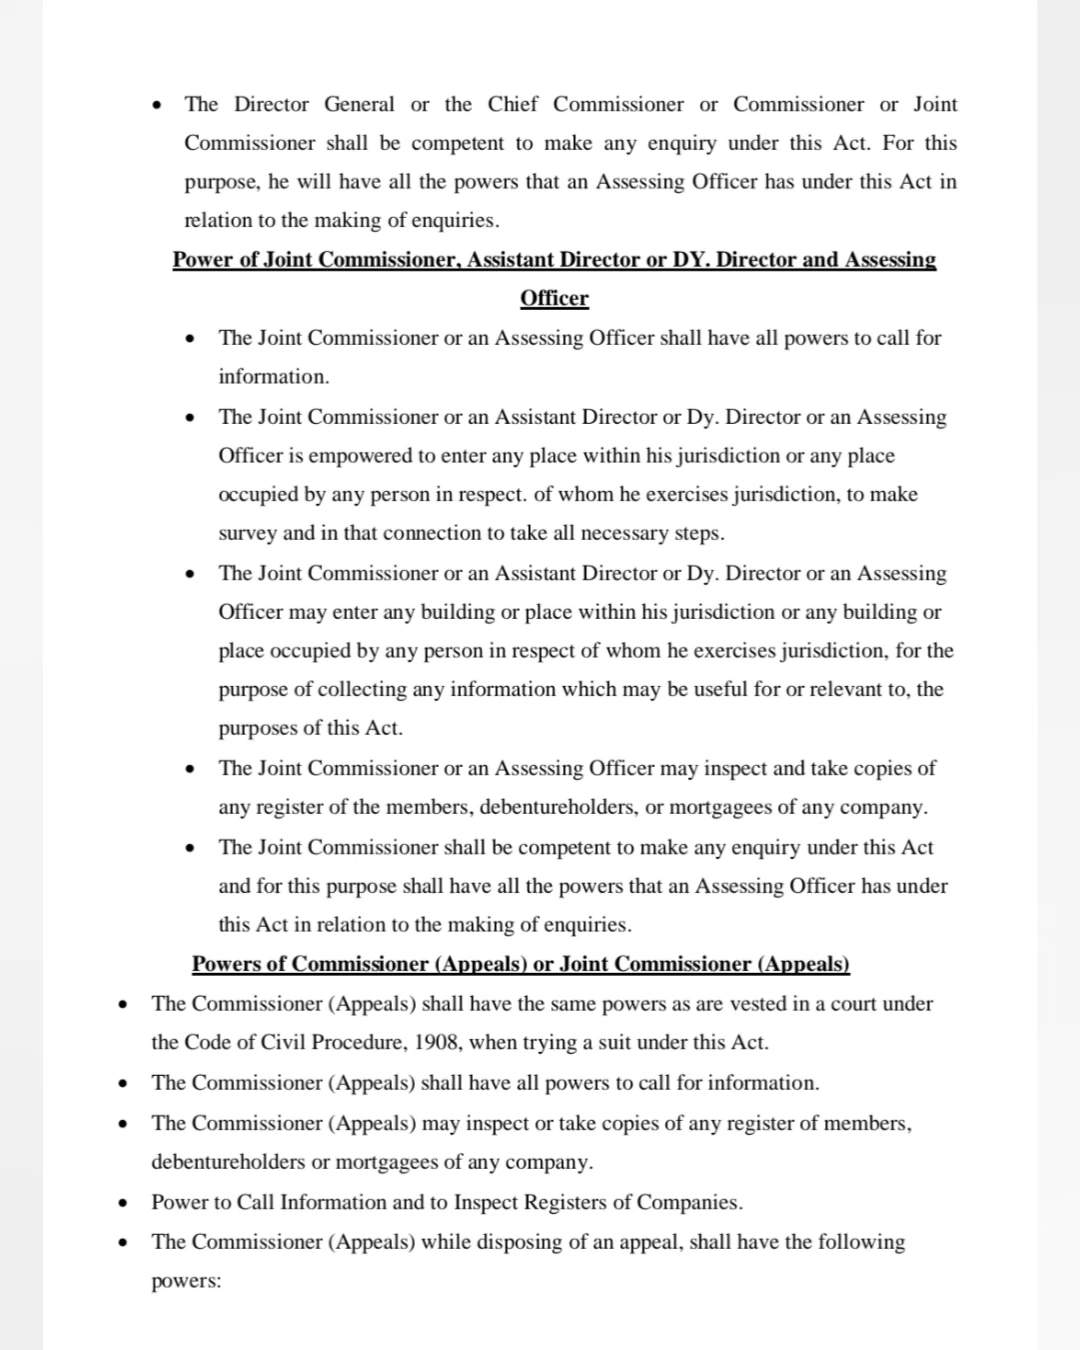 • The Director General or the Chief Commissioner or Commissioner or Joint
Commissioner shall be competent to make any enquiry under this Act. For this
purpose, he will have all the powers that an Assessing Officer has under this Act in
relation to the making of enquiries.
Power of Joint Commissioner, Assistant Director or DY. Director and Assessing
Officer
• The Joint Commissioner or an Assessing Officer shall have all powers to call for
information.
• The Joint Commissioner or an Assistant Director or Dy. Director or an Assessing
Officer is empowered to enter any place within his jurisdiction or any place
occupied by any person in respect. of whom he exercises jurisdiction, to make
survey and in that connection to take all necessary steps.
• The Joint Commissioner or an Assistant Director or Dy. Director or an Assessing
Officer may enter any building or place within his jurisdiction or any building or
place occupied by any person in respect of whom he exercises jurisdiction, for the
purpose of collecting any information which may be useful for or relevant to, the
purposes of this Act.
• The Joint Commissioner or an Assessing Officer may inspect and take copies of
any register of the members, debentureholders, or mortgagees of any company.
• The Joint Commissioner shall be competent to make any enquiry under this Act
and for this purpose shall have all the powers that an Assessing Officer has under
this Act in relation to the making of enquiries.
Powers of Commissioner (Appeals) or Joint Commissioner (Appeals)
• The Commissioner (Appeals) shall have the same powers as are vested in a court under
the Code of Civil Procedure, 1908, when trying a suit under this Act.
• The Commissioner (Appeals) shall have all powers to call for information.
• The Commissioner (Appeals) may inspect or take copies of any register of members,
debentureholders or mortgagees of any company.
• Power to Call Information and to Inspect Registers of Companies.
• The Commissioner (Appeals) while disposing of an appeal, shall have the following
powers: